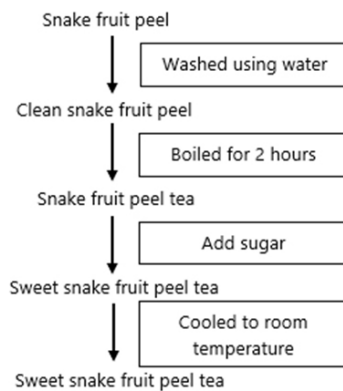 Snake fruit peel
Washed using water
Clean snake fruit peel
Boiled for 2 hours
Snake fruit peel tea
Add sugar
Sweet snake fruit peel tea
Cooled to room
temperature
Sweet snake fruit peel tea